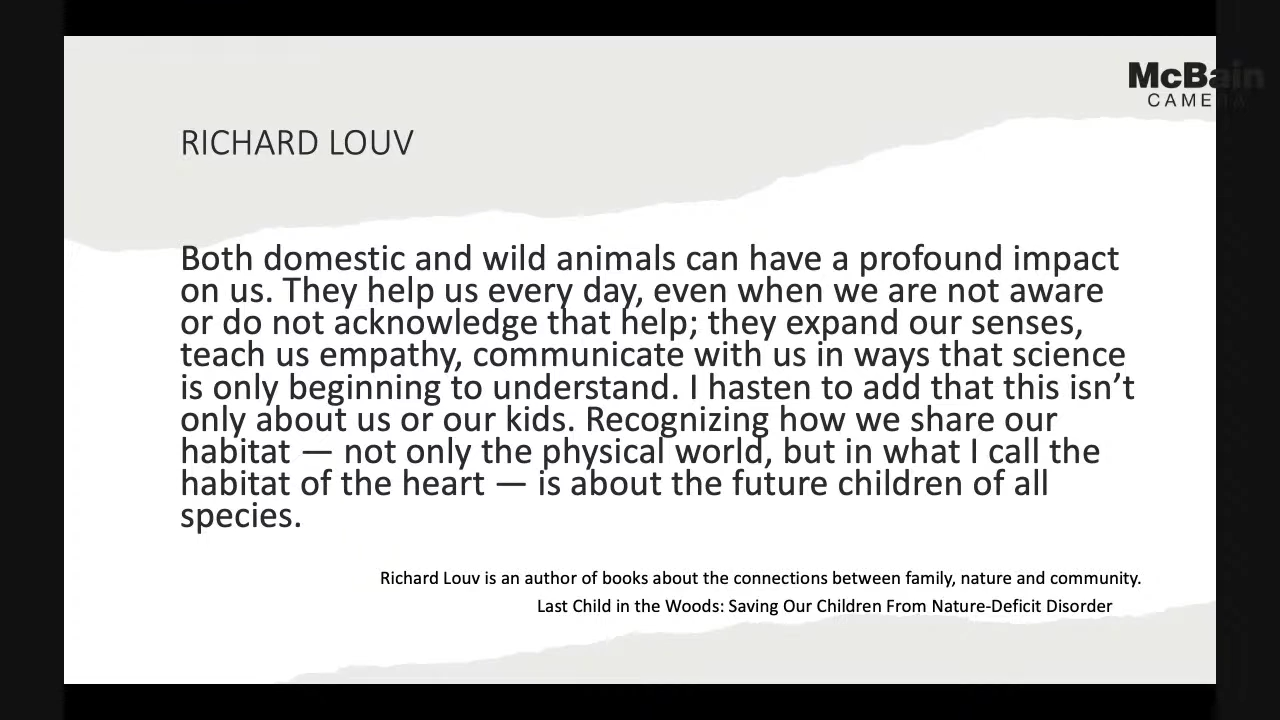 McBain
CAMERA
RICHARD LOUV
Both domestic and wild animals can have a profound impact
on us. They help us every day, even when we are not aware
or do not acknowledge that help; they expand our senses,
teach us empathy, communicate with us in ways that science
is only beginning to understand. I hasten to add that this isn’t
only about us or our kids. Recognizing how we share our
habitat — not only the physical world, but in what I call the
habitat of the heart — is about the future children of all
species.
Richard Louv is an author of books about the connections between family, nature and community.
Last Child in the Woods: Saving Our Children From Nature-Deficit Disorder